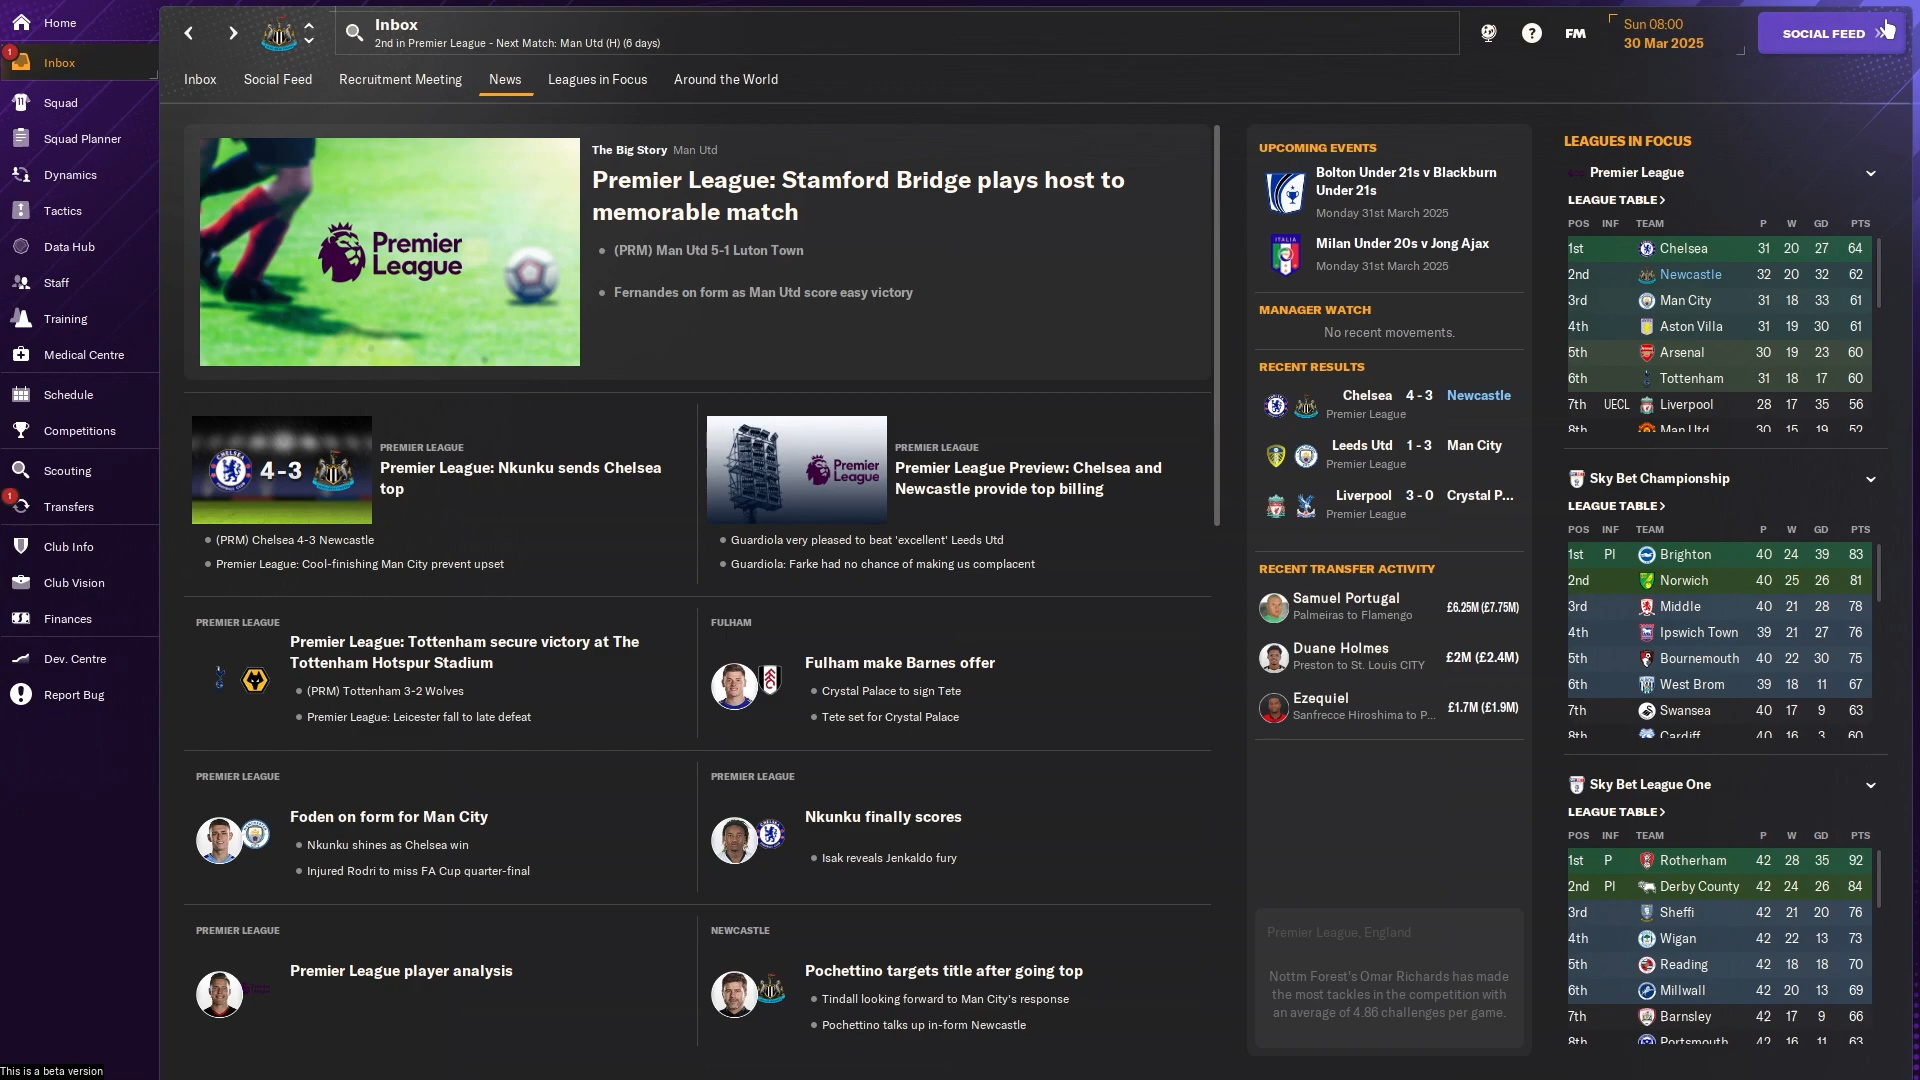 Home
1
Inbox
Squad
Squad Planner
Dynamics
Tactics
Data Hub
Staff
Training
Medical Centre
Schedule
Competitions
Scouting
1
Transfers
Club Info
Club Vision
Finances
Dev. Centre
Report Bug
This is a beta version
Inbox
2nd in Premier League - Next Match: Man Utd (H) (6 days)
FM
Sun 08:00
30 Mar 2025
SOCIAL FEED
Inbox Social Feed Recruitment Meeting News Leagues in Focus Around the World
Premier
League
The Big Story Man Utd
Premier League: Stamford Bridge plays host to
memorable match
(PRM) Man Utd 5-1 Luton Town
Fernandes on form as Man Utd score easy victory
4-3
PREMIER LEAGUE
Premier League: Nkunku sends Chelsea
top
(PRM) Chelsea 4-3 Newcastle
Premier League: Cool-finishing Man City prevent upset
Premier
League
PREMIER LEAGUE
Premier League Preview: Chelsea and
Newcastle provide top billing
Guardiola very pleased to beat 'excellent' Leeds Utd
Guardiola: Farke had no chance of making us complacent
PREMIER LEAGUE
Premier League: Tottenham secure victory at The
Tottenham Hotspur Stadium
(PRM) Tottenham 3-2 Wolves
Premier League: Leicester fall to late defeat
FULHAM
Fulham make Barnes offer
Crystal Palace to sign Tete
Tete set for Crystal Palace
PREMIER LEAGUE
Foden on form for Man City
Nkunku shines as Chelsea win
Injured Rodri to miss FA Cup quarter-final
PREMIER LEAGUE
Nkunku finally scores
Isak reveals Jenkaldo fury
PREMIER LEAGUE
Premier League player analysis
NEWCASTLE
Pochettino targets title after going top
Tindall looking forward to Man City's response
Pochettino talks up in-form Newcastle
UPCOMING EVENTS
Bolton Under 21s v Blackburn
Under 21s
Monday 31st March 2025
ITALIA
Milan Under 20s v Jong Ajax
Monday 31st March 2025
MANAGER WATCH
No recent movements.
RECENT RESULTS
Chelsea 4 - 3 Newcastle
Premier League
Leeds Utd 1 - 3 Man City
Premier League
Liverpool 3 - 0 Crystal P...
Premier League
RECENT TRANSFER ACTIVITY
Samuel Portugal £6.25M (£7.75M)
Palmeiras to Flamengo
Duane Holmes £2M (£2.4M)
Preston to St. Louis CITY
Ezequiel £1.7M (£1.9M)
Sanfrecce Hiroshima to P...
Premier League, England
Nottm Forest's Omar Richards has made
the most tackles in the competition with
an average of 4.86 challenges per game.
LEAGUES IN FOCUS
Premier League
LEAGUE TABLE >
POS INF TEAM P W GD PTS
1st Chelsea 31 20 27 64
2nd Newcastle 32 20 32 62
3rd Man City 31 18 33 61
4th Aston Villa 31 19 30 61
5th Arsenal 30 19 23 60
6th Tottenham 31 18 17 60
7th UECL Liverpool 28 17 35 56
8th Man Utd 30 15 19 52
Sky Bet Championship
LEAGUE TABLE >
POS INF TEAM P W GD PTS
1st Pl Brighton 40 24 39 83
2nd Norwich 40 25 26 81
3rd Middle 40 21 28 78
4th Ipswich Town 39 21 27 76
5th Bournemouth 40 22 30 75
6th West Brom 39 18 11 67
7th Swansea 40 17 9 63
8th Cardiff 40 16 3 60
Sky Bet League One
LEAGUE TABLE >
POS INF TEAM P W GD PTS
1st P Rotherham 42 28 35 92
2nd Pl Derby County 42 24 26 84
3rd Sheffi 42 21 20 76
4th Wigan 42 22 13 73
5th Reading 42 18 18 70
6th Millwall 42 20 13 69
7th Barnsley 42 17 9 66
8th Portsmouth 42 16 11 63